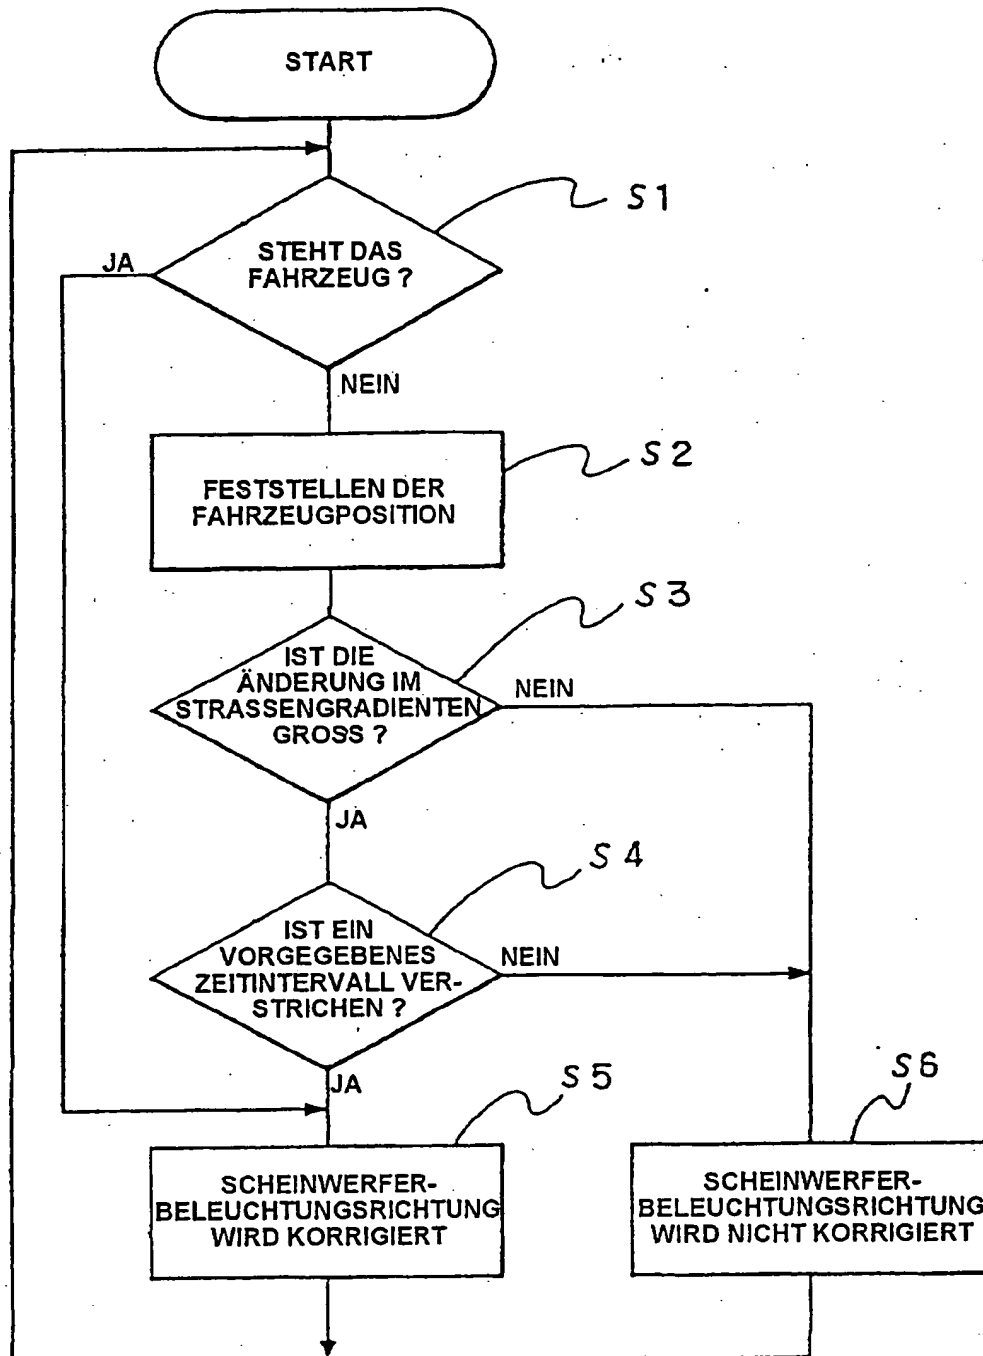 START
S1
STEHT DAS
FAHRZEUG ?
JA
NEIN
S2
FESTSTELLEN DER
FAHRZEUGPOSITION
S3
IST DIE
ÄNDERUNG IM
STRASSENGRADIENTEN
GROSS ?
NEIN
JA
S4
IST EIN
VORGEGEBENES
ZEITINTERVALL VER-
STRICHEN ?
NEIN
JA
S5
S6
SCHEINWERFER-
BELEUCHTUNGSRICHTUNG
WIRD KORRIGIERT
SCHEINWERFER-
BELEUCHTUNGSRICHTUNG
WIRD NICHT KORRIGIERT